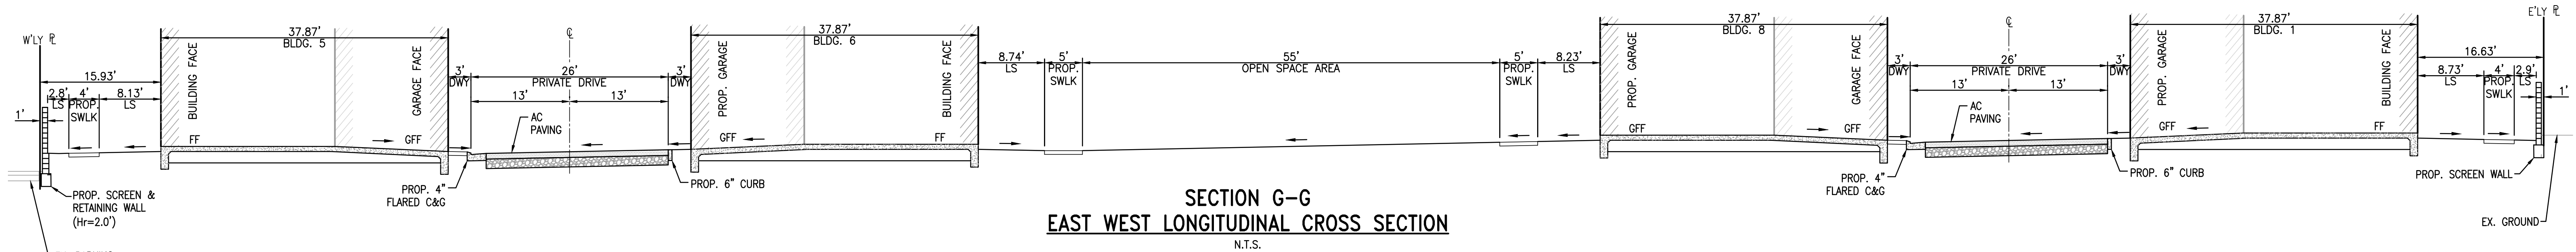 W'LY PL
15.93'
1'
2.8'
LS
4'
PROP.
SWLK
8.13'
LS
PROP. SCREEN &
RETAINING WALL
(Hr=2.0')
37.87'
BLDG. 5
BUILDING FACE
GARAGE FACE
FF
GFF
3'
DWY
CL
26'
PRIVATE DRIVE
13'
13'
3'
DWY
AC
PAVING
PROP. 4"
FLARED C&G
PROP. 6" CURB
37.87'
BLDG. 6
PROP. GARAGE
BUILDING FACE
GFF
FF
8.74'
LS
5'
PROP.
SWLK
55'
OPEN SPACE AREA
5'
PROP.
SWLK
8.23'
LS
37.87'
BLDG. 8
PROP. GARAGE
GARAGE FACE
GFF
GFF
3'
DWY
CL
26'
PRIVATE DRIVE
13'
13'
3'
DWY
AC
PAVING
PROP. 4"
FLARED C&G
PROP. 6" CURB
37.87'
BLDG. 1
PROP. GARAGE
BUILDING FACE
GFF
FF
E'LY PL
16.63'
8.73'
LS
4'
PROP.
SWLK
2.9'
LS
1'
PROP. SCREEN WALL
EX. GROUND
SECTION G-G
EAST WEST LONGITUDINAL CROSS SECTION
N.T.S.